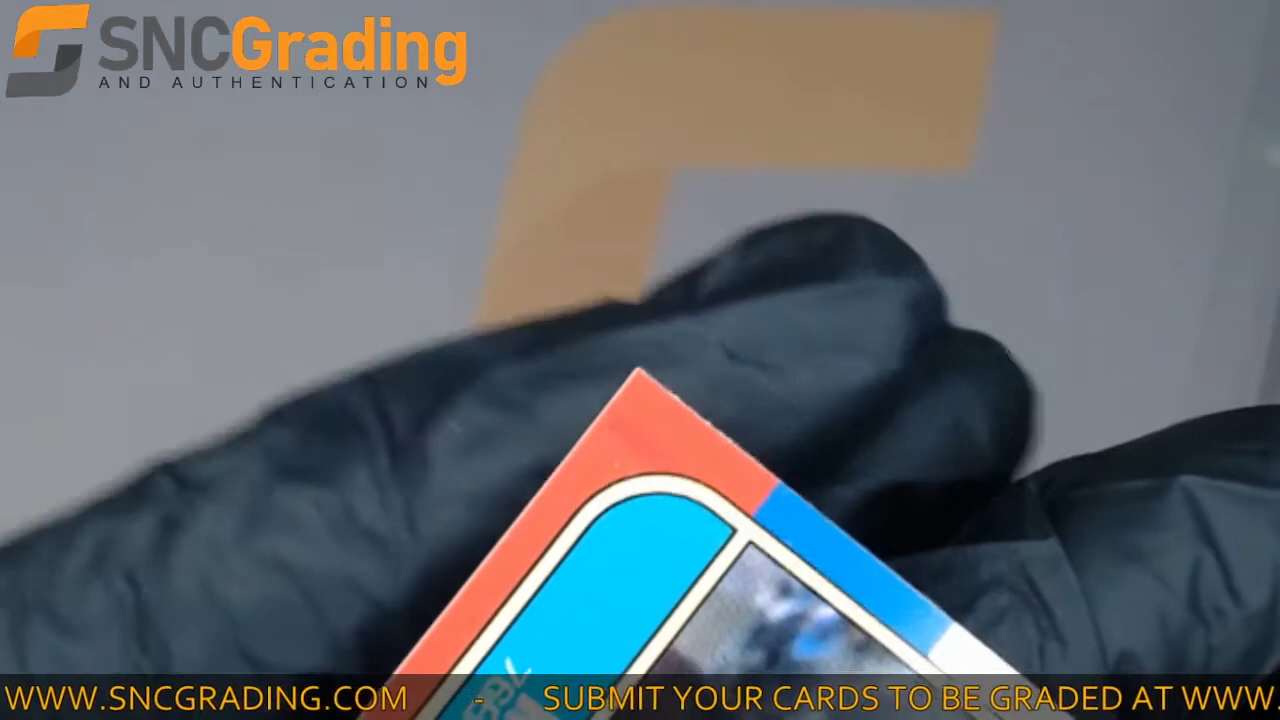 SNCGrading
AND AUTHENTICATION
WWW.SNCGRADING.COM - SUBMIT YOUR CARDS TO BE GRADED AT WWW.